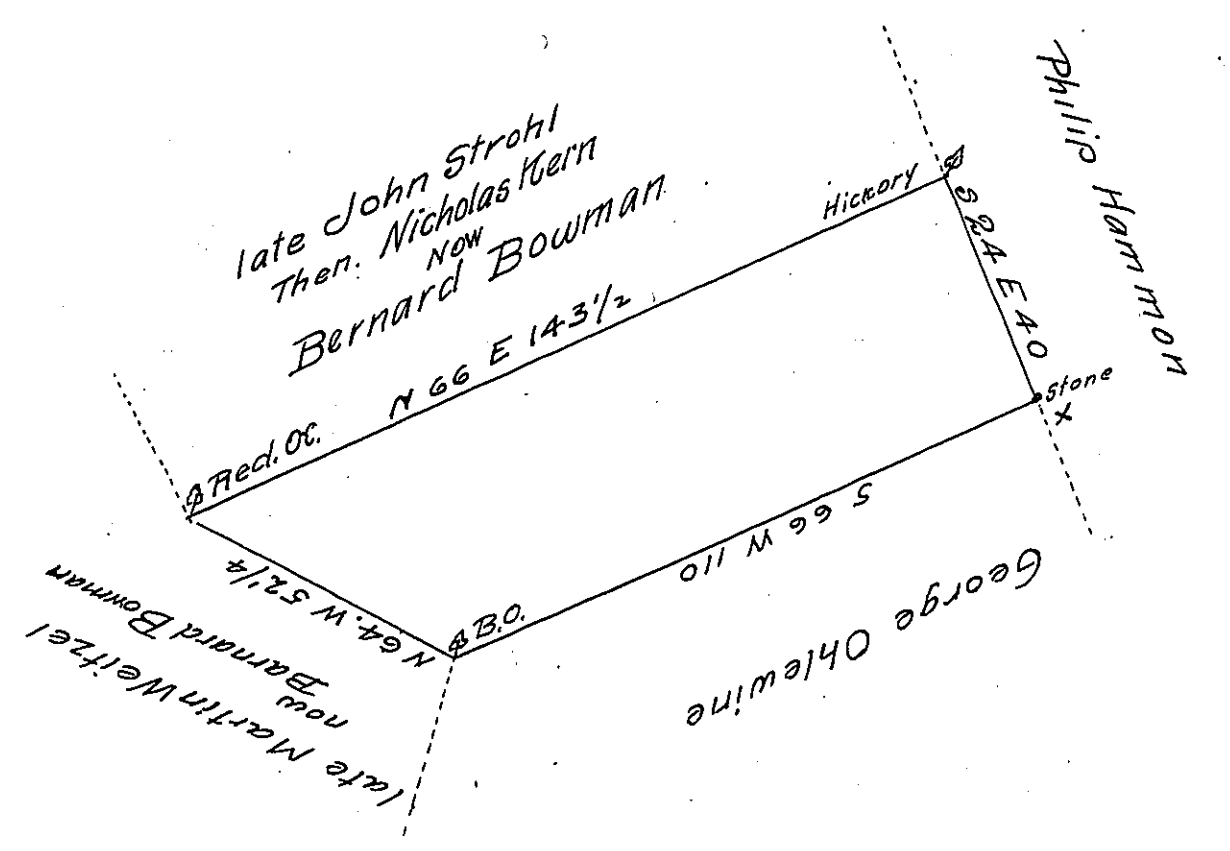 late John Strohl
Then. Nicholas Kern
Now
Bernard Bowman
Philip Hammon
Hickory
S 24 E 40
N 66 E 143 1/2
Stone
X
Red. OC.
S 66 W 110
George Ohlewine
B.O.
N 64. W 52 1/4
late Martin Weitzel
now
Barnard Bowman